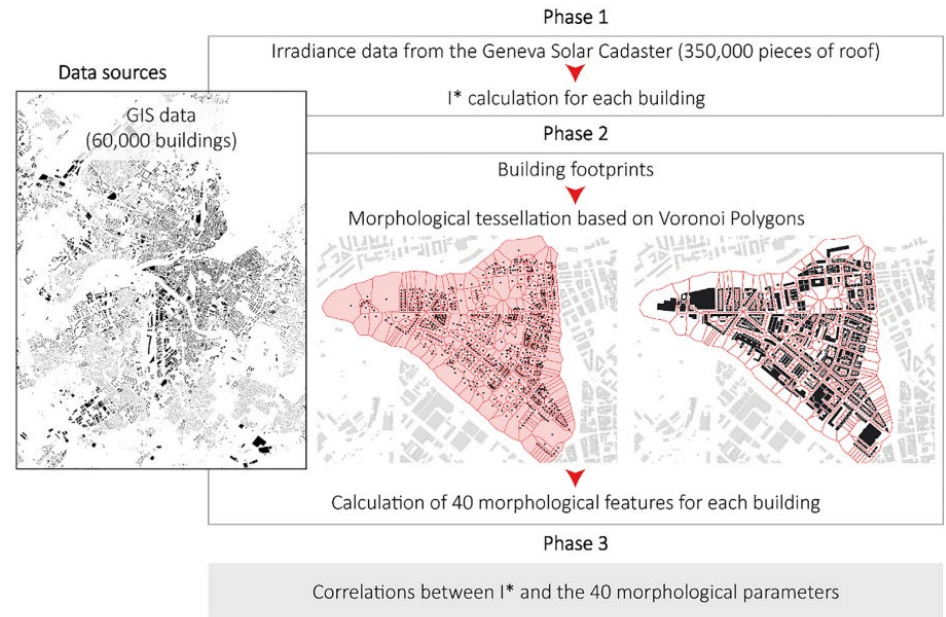 Phase 1
Irradiance data from the Geneva Solar Cadaster (350,000 pieces of roof)
I* calculation for each building
Data sources
GIS data
(60,000 buildings)
Phase 2
Building footprints
Morphological tessellation based on Voronoi Polygons
Calculation of 40 morphological features for each building
Phase 3
Correlations between I* and the 40 morphological parameters